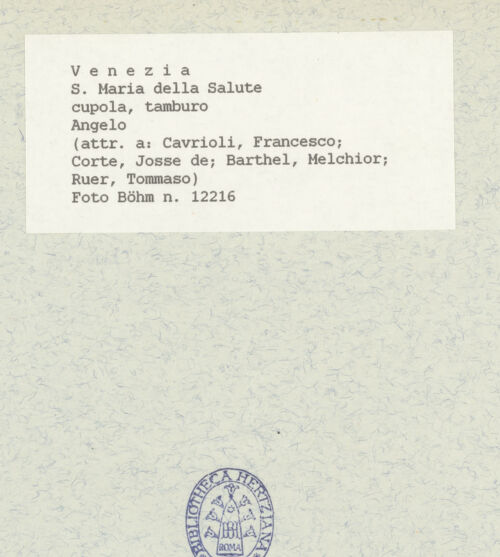 Venezia
S. Maria della Salute
cupola, tamburo
Angelo
(attr. a: Cavrioli, Francesco;
Corte, Josse de; Barthel, Melchior;
Ruer, Tommaso)
Foto Böhm n. 12216
BIBLIOTHECA HERTZIANA
ROMA